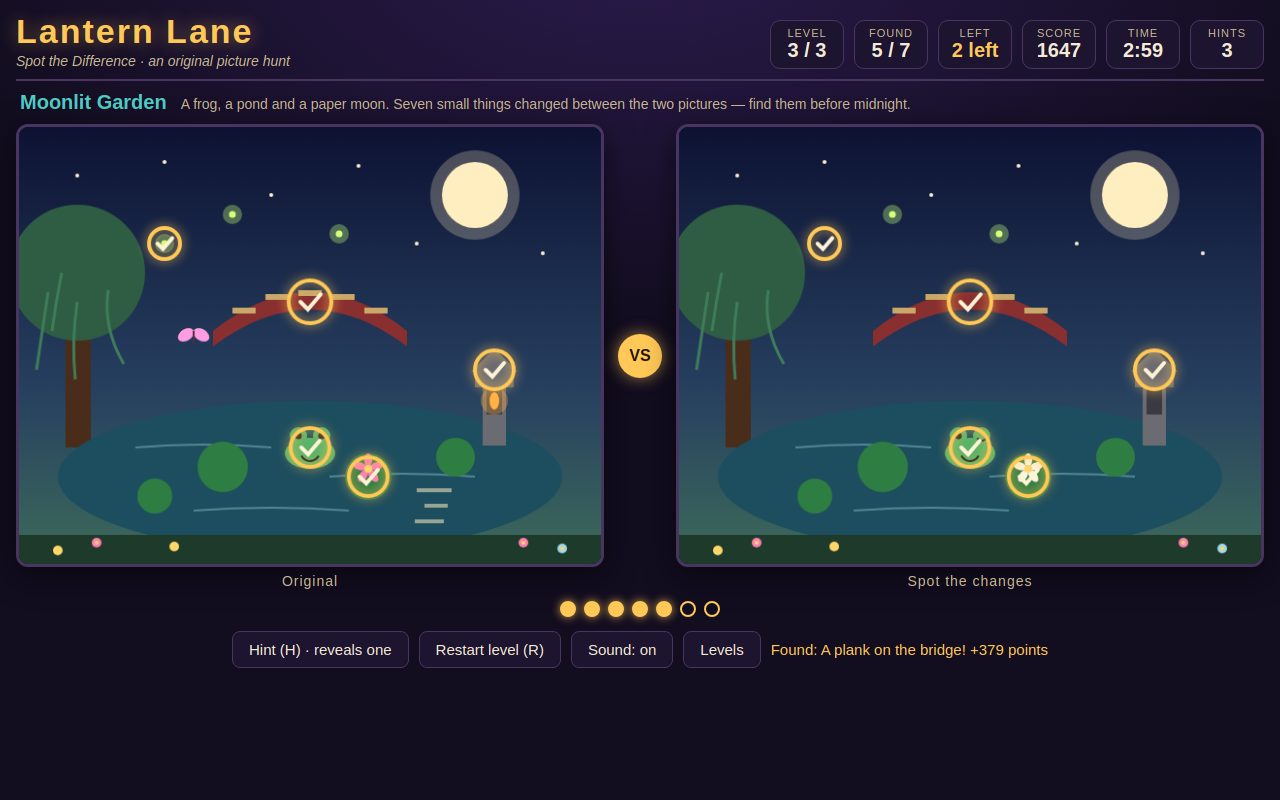 Lantern Lane
Spot the Difference · an original picture hunt
LEVEL
3 / 3
FOUND
5 / 7
LEFT
2 left
SCORE
1647
TIME
2:59
HINTS
3
Moonlit Garden
A frog, a pond and a paper moon. Seven small things changed between the two pictures — find them before midnight.
VS
Original
Spot the changes
Hint (H) · reveals one
Restart level (R)
Sound: on
Levels
Found: A plank on the bridge! +379 points